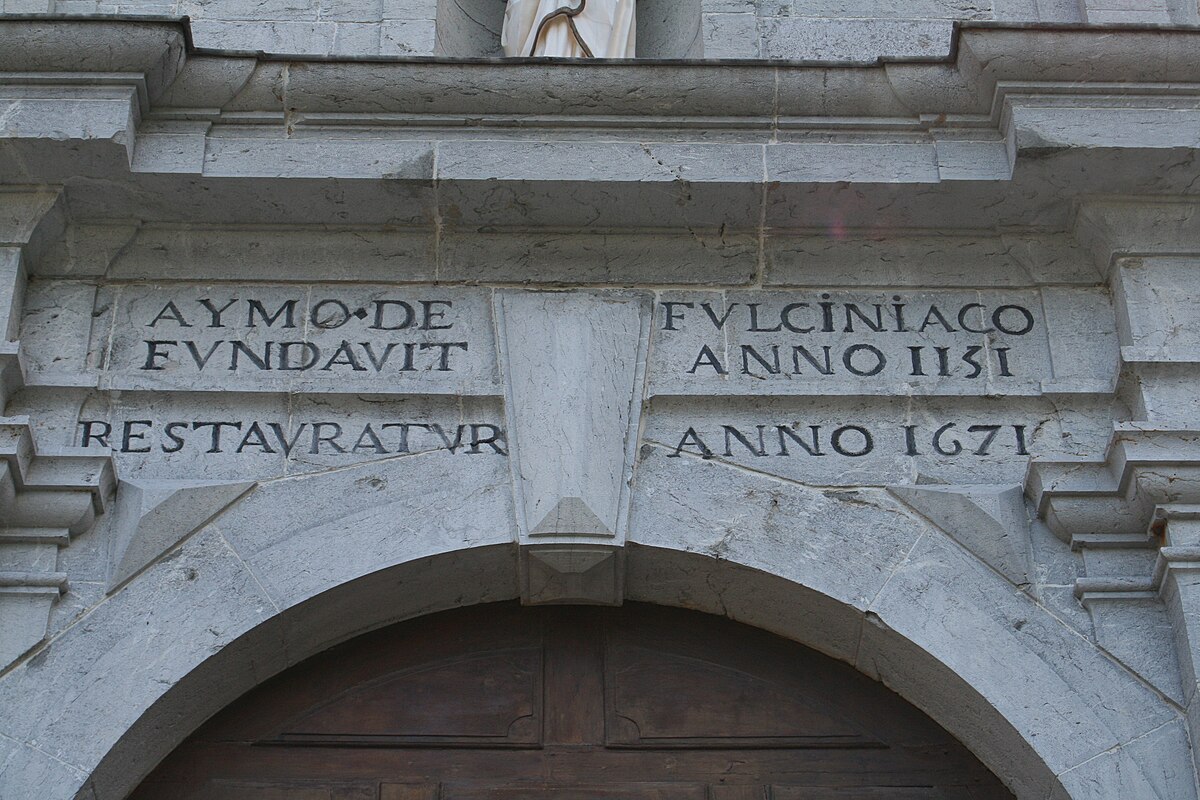 AYMO·DE FVLCiNiACO
FVNDAVIT ANNO 1151
RESTAVRATVR ANNO 1671